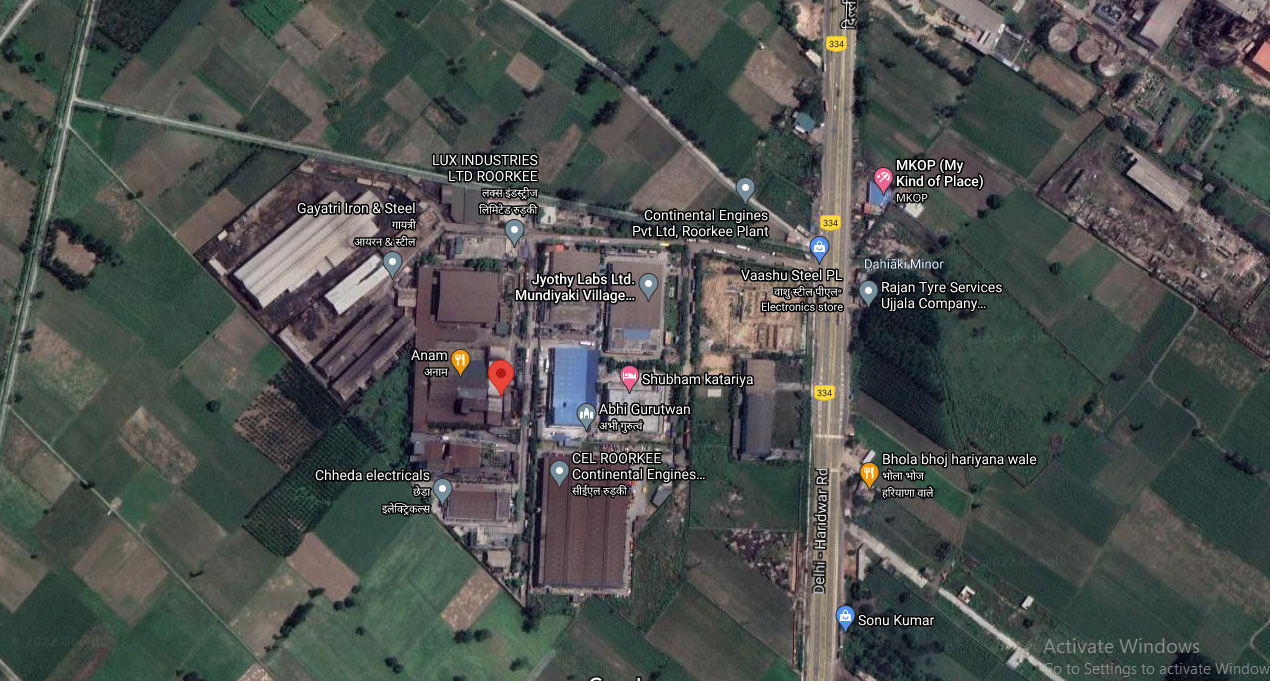 334
LUX INDUSTRIES
LTD ROORKEE
लक्स इंडस्ट्रीज
लिमिटेड रुड़की
MKOP (My
Kind of Place)
MKOP
Gayatri Iron & Steel
गायत्री
आयरन & स्टील
Continental Engines
Pvt Ltd, Roorkee Plant
334
Dahiaki Minor
Jyothy Labs Ltd.
Mundiyaki Village...
Vaashu Steel PL
वाशु स्टील पीएल°
Electronics store
Rajan Tyre Services
Ujjala Company...
Anam
अनाम
Shubham katariya
334
Abhi Gurutwan
अभी गुरुत्व
CEL ROORKEE
Continental Engines...
सीईएल रुड़की
Bhola bhoj hariyana wale
भोला भोज
हरियाणा वाले
Chheda electricals
छेड़ा
इलेक्ट्रिकल्स
Delhi - Haridwar Rd
Sonu Kumar
Activate Windows
Go to Settings to activate Window